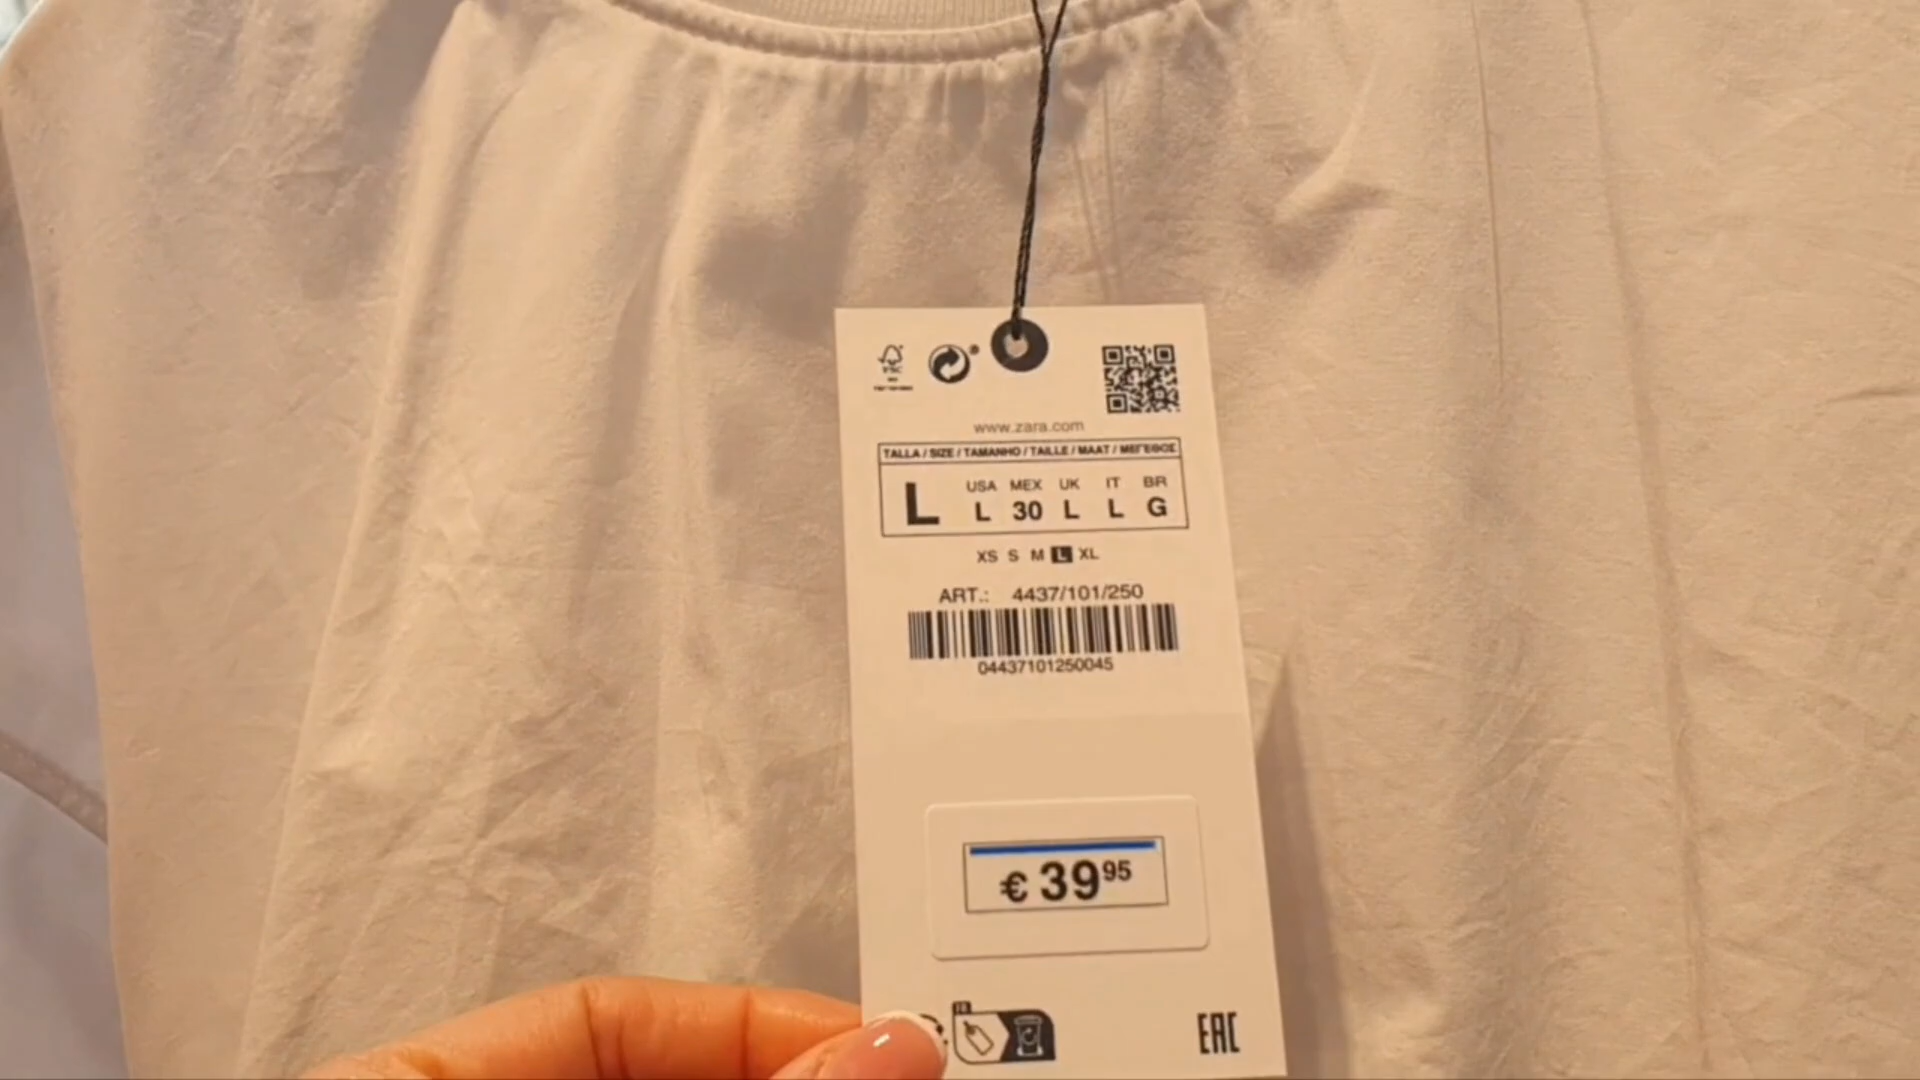 www.zara.com
TALLA / SIZE / TAMANHO / TAILLE / MAAT / ΜΕΓΕΘΟΣ
USA MEX UK IT BR
L L 30 L L G
XS S M L XL
ART.: 4437/101/250
04437101250045
€ 39 95
FR
EAC